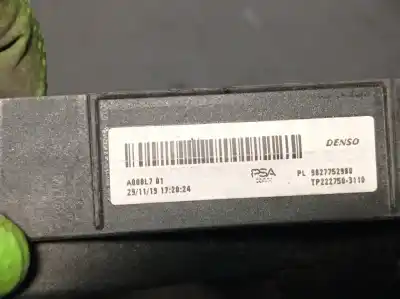 DENSO
A000L7 01
PSA
PL 9827752980
29/11/19 17:20:24
TP222750-3110